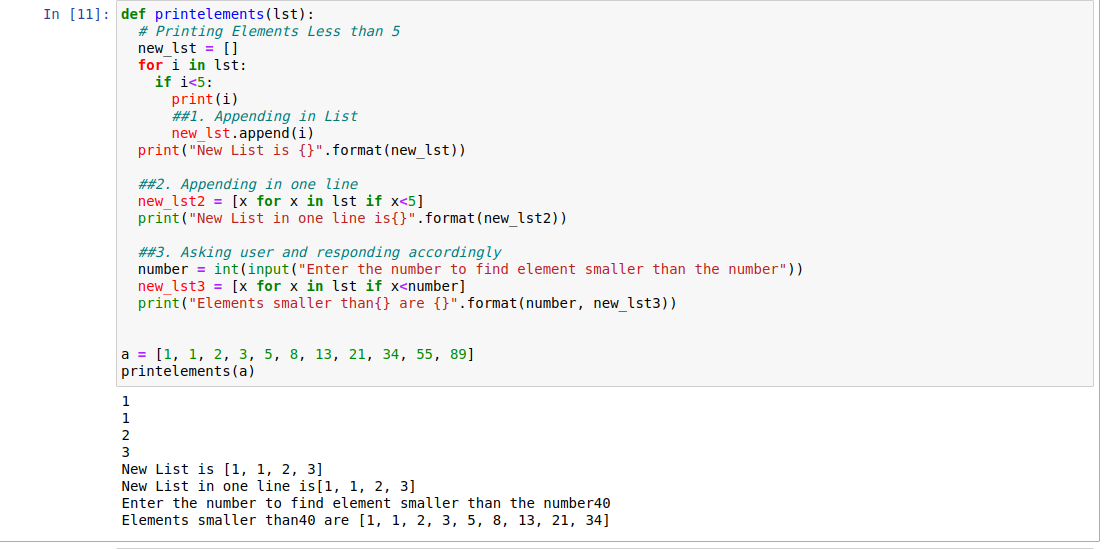 In [11]: def printelements(lst):
  # Printing Elements Less than 5
  new_lst = []
  for i in lst:
    if i<5:
      print(i)
      ##1. Appending in List
      new_lst.append(i)
  print("New List is {}".format(new_lst))
  ##2. Appending in one line
  new_lst2 = [x for x in lst if x<5]
  print("New List in one line is{}".format(new_lst2))
  ##3. Asking user and responding accordingly
  number = int(input("Enter the number to find element smaller than the number"))
  new_lst3 = [x for x in lst if x<number]
  print("Elements smaller than{} are {}".format(number, new_lst3))
a = [1, 1, 2, 3, 5, 8, 13, 21, 34, 55, 89]
printelements(a)
1
1
2
3
New List is [1, 1, 2, 3]
New List in one line is[1, 1, 2, 3]
Enter the number to find element smaller than the number40
Elements smaller than40 are [1, 1, 2, 3, 5, 8, 13, 21, 34]